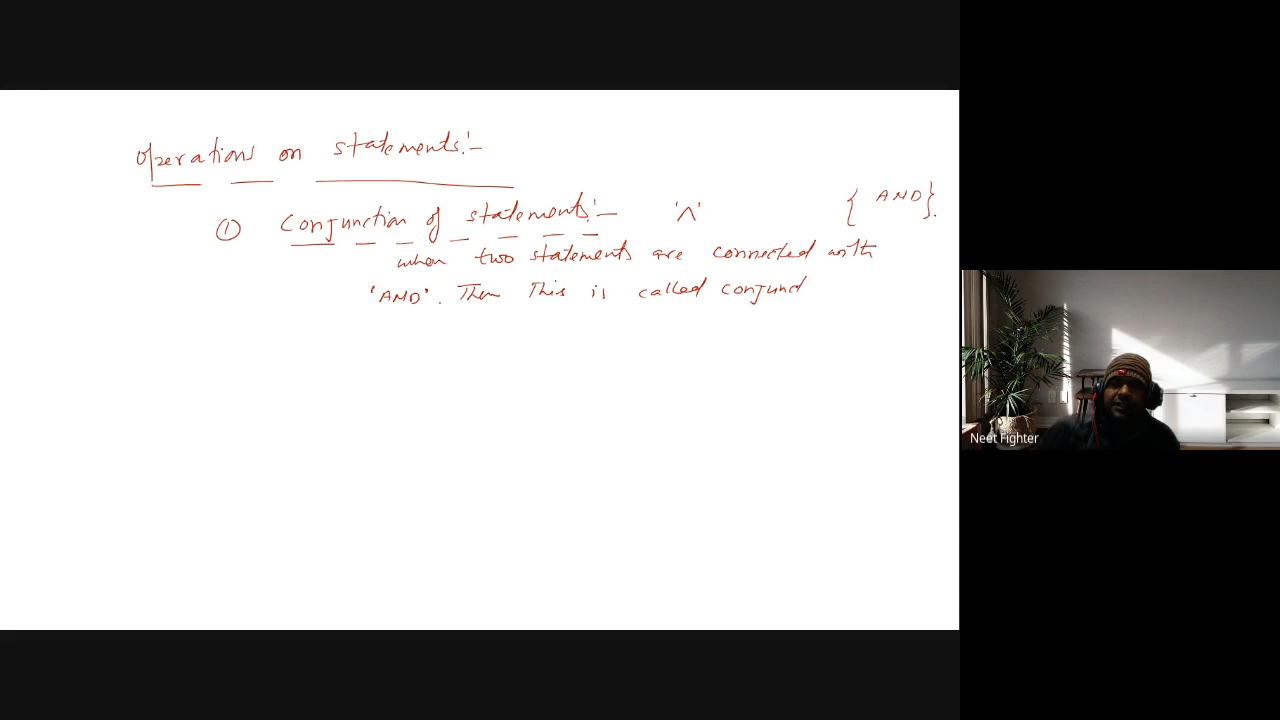 operations on statements:-
① Conjunction of statements:- '∧' { AND }.
when two statements are connected with
'AND'. Then This is called conjunct
Neet Fighter